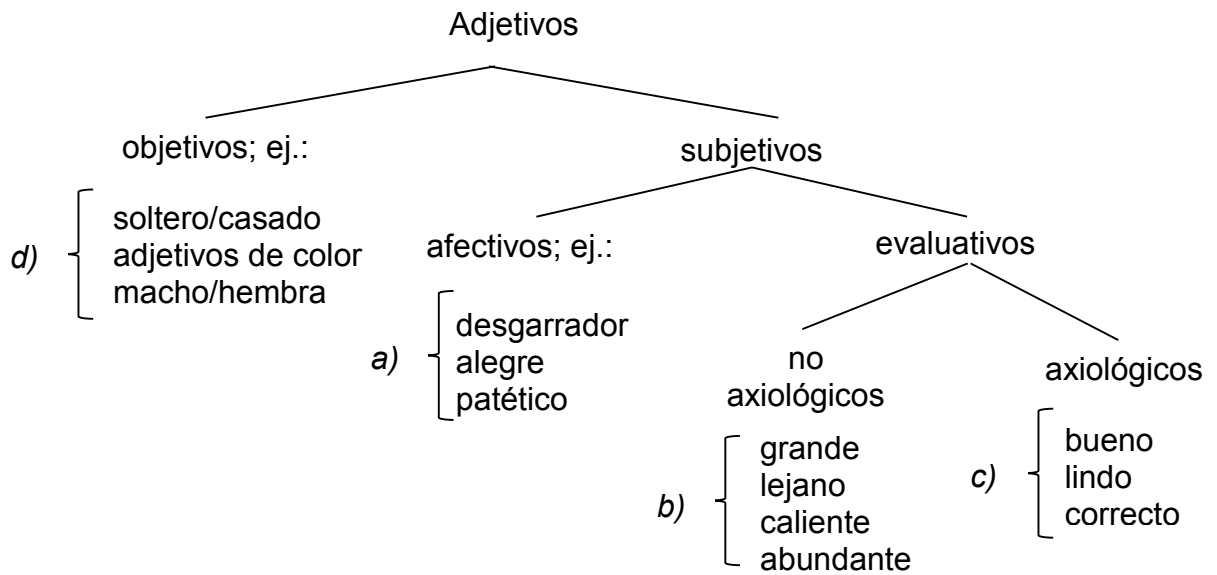 Adjetivos
objetivos; ej.:
subjetivos
d)
soltero/casado
adjetivos de color
macho/hembra
afectivos; ej.:
evaluativos
a)
desgarrador
alegre
patético
no
axiológicos
axiológicos
b)
grande
lejano
caliente
abundante
c)
bueno
lindo
correcto